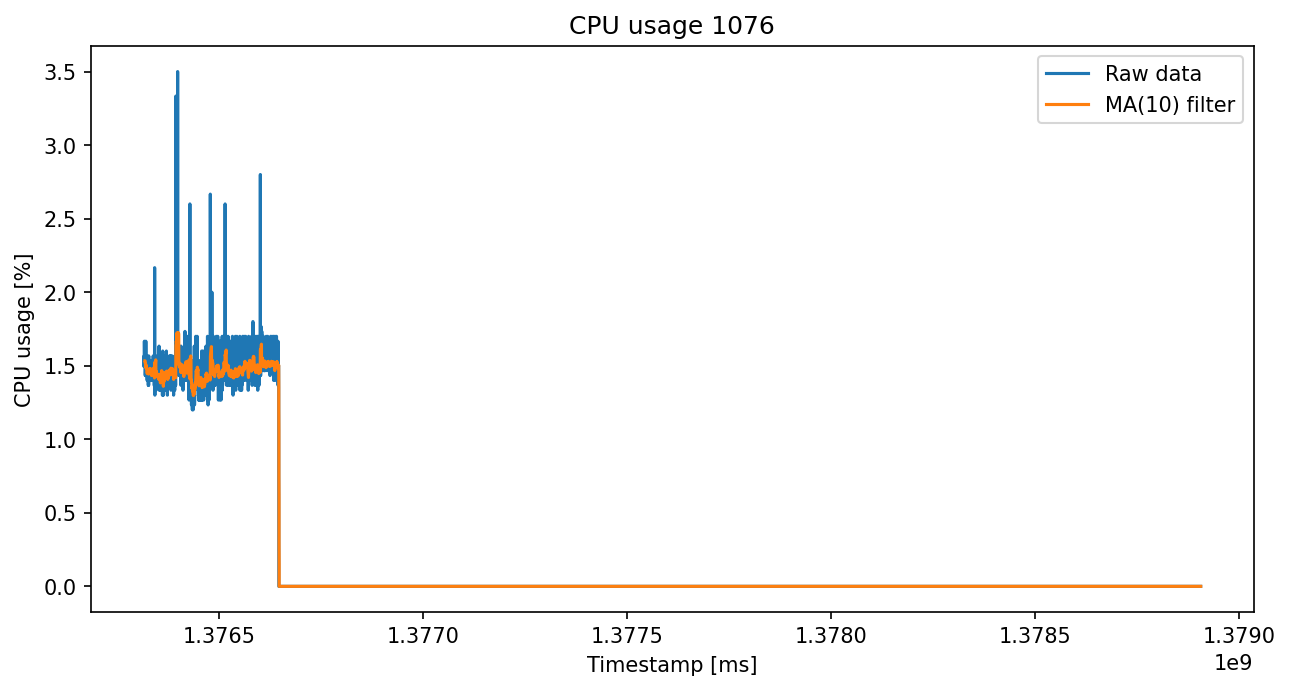 CPU usage 1076
Raw data
MA(10) filter
CPU usage [%]
3.5
3.0
2.5
2.0
1.5
1.0
0.5
0.0
1.3765 1.3770 1.3775 1.3780 1.3785 1.3790
1e9
Timestamp [ms]